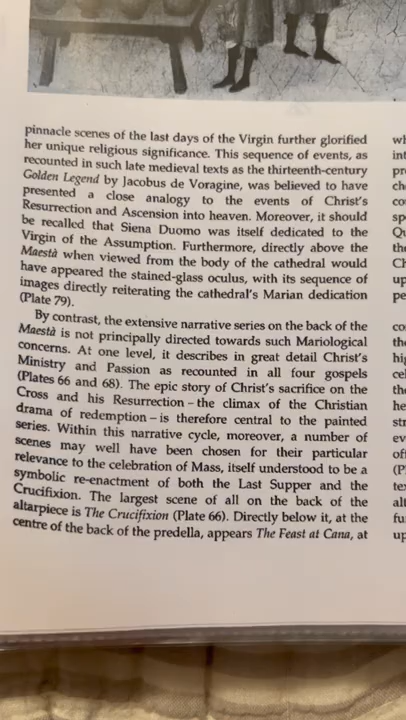 pinnacle scenes of the last days of the Virgin further glorified
her unique religious significance. This sequence of events, as
recounted in such late medieval texts as the thirteenth-century
Golden Legend by Jacobus de Voragine, was believed to have
presented a close analogy to the events of Christ's
Resurrection and Ascension into heaven. Moreover, it should
be recalled that Siena Duomo was itself dedicated to the
Virgin of the Assumption. Furthermore, directly above the
Maestà when viewed from the body of the cathedral would
have appeared the stained-glass oculus, with its sequence of
images directly reiterating the cathedral's Marian dedication
(Plate 79).
By contrast, the extensive narrative series on the back of the
Maestà is not principally directed towards such Mariological
concerns. At one level, it describes in great detail Christ's
Ministry and Passion as recounted in all four gospels
(Plates 66 and 68). The epic story of Christ's sacrifice on the
Cross and his Resurrection – the climax of the Christian
drama of redemption – is therefore central to the painted
series. Within this narrative cycle, moreover, a number of
scenes may well have been chosen for their particular
relevance to the celebration of Mass, itself understood to be a
symbolic re-enactment of both the Last Supper and the
Crucifixion. The largest scene of all on the back of the
altarpiece is The Crucifixion (Plate 66). Directly below it, at the
centre of the back of the predella, appears The Feast at Cana, at